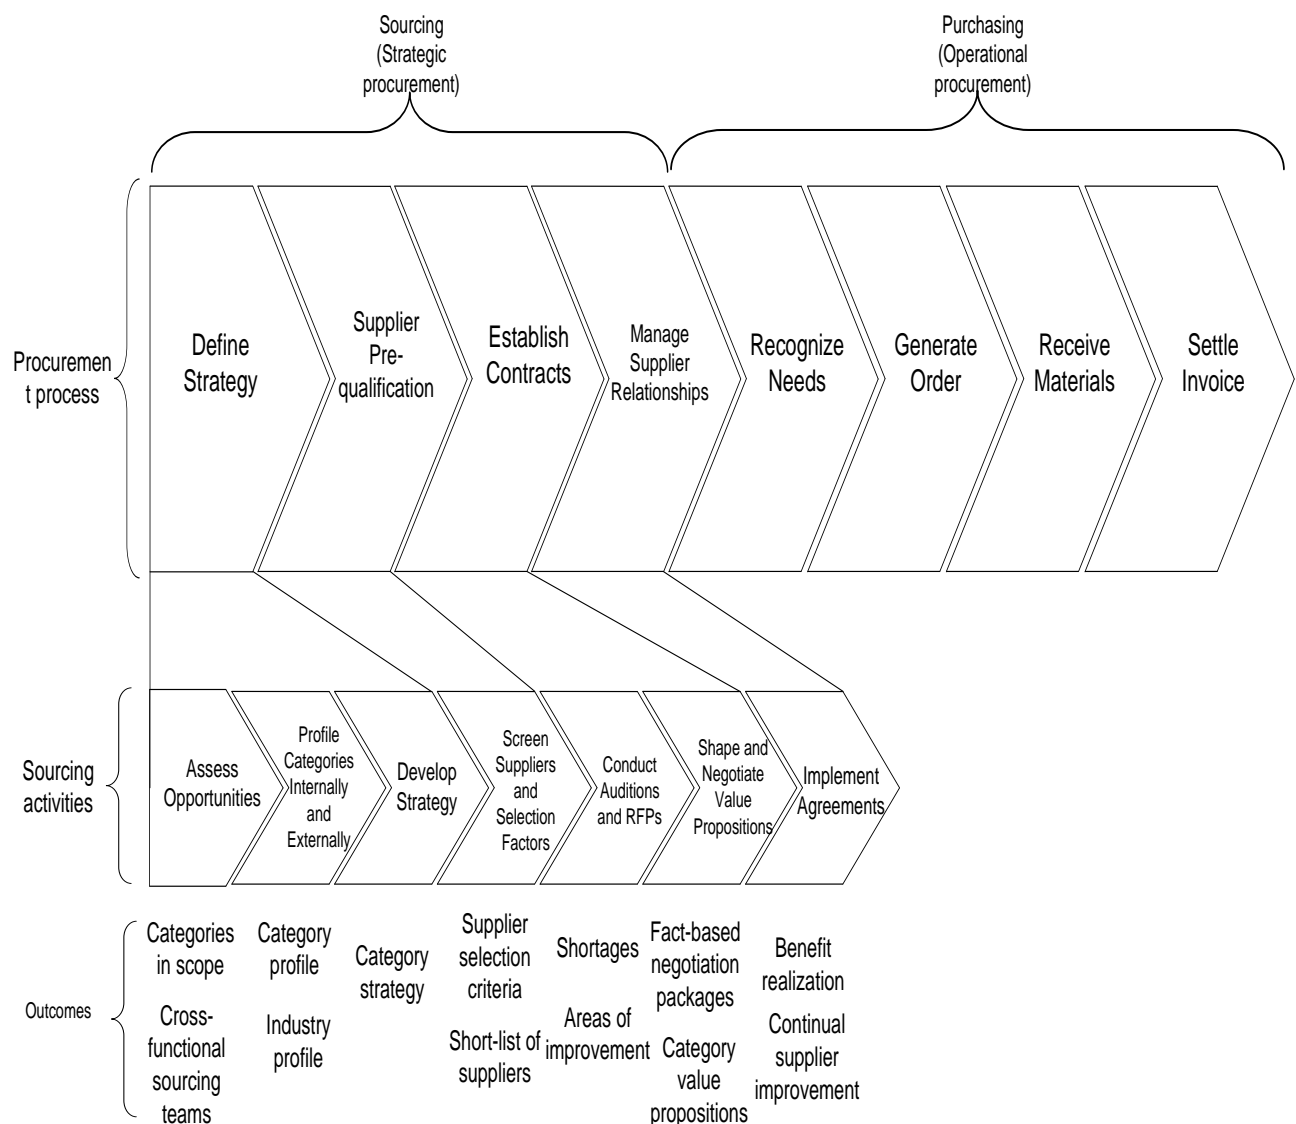 Sourcing
(Strategic
procurement)
Purchasing
(Operational
procurement)
Procuremen
t process
Define
Strategy
Supplier
Pre-
qualification
Establish
Contracts
Manage
Supplier
Relationships
Recognize
Needs
Generate
Order
Receive
Materials
Settle
Invoice
Sourcing
activities
Assess
Opportunities
Profile
Categories
Internally
and
Externally
Develop
Strategy
Screen
Suppliers
and
Selection
Factors
Conduct
Auditions
and RFPs
Shape and
Negotiate
Value
Propositions
Implement
Agreements
Outcomes
Categories
in scope
Cross-
functional
sourcing
teams
Category
profile
Industry
profile
Category
strategy
Supplier
selection
criteria
Short-list of
suppliers
Shortages
Areas of
improvement
Fact-based
negotiation
packages
Category
value
propositions
Benefit
realization
Continual
supplier
improvement